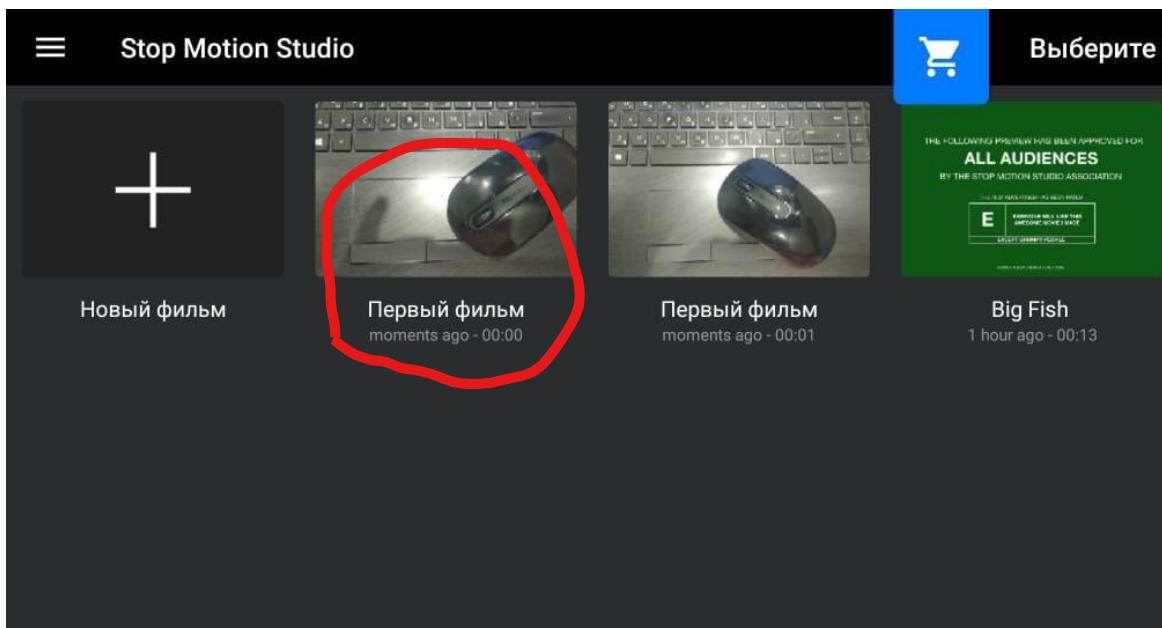 Stop Motion Studio
Выберите
THE FOLLOWING PREVIEW HAS BEEN APPROVED FOR
ALL AUDIENCES
BY THE STOP MOTION STUDIO ASSOCIATION
E
Новый фильм
Первый фильм
moments ago - 00:00
Первый фильм
moments ago - 00:01
Big Fish
1 hour ago - 00:13